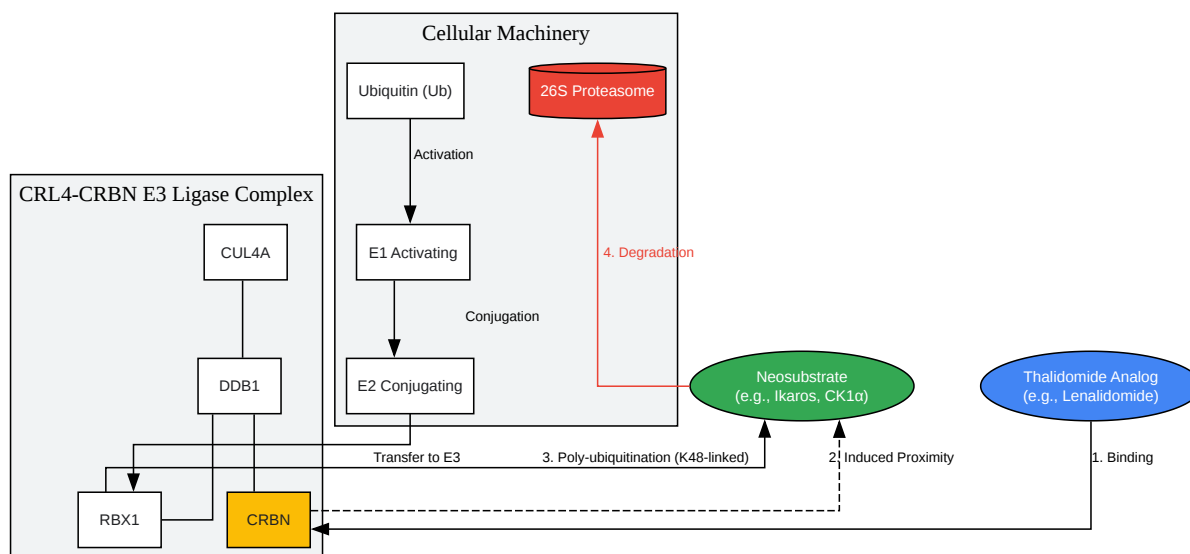 Cellular Machinery
Ubiquitin (Ub)
26S Proteasome
Activation
CRL4-CRBN E3 Ligase Complex
CUL4A
E1 Activating
4. Degradation
Conjugation
DDB1
E2 Conjugating
Neosubstrate
(e.g., Ikaros, CK1α)
Thalidomide Analog
(e.g., Lenalidomide)
Transfer to E3
3. Poly-ubiquitination (K48-linked)
2. Induced Proximity
1. Binding
RBX1
CRBN